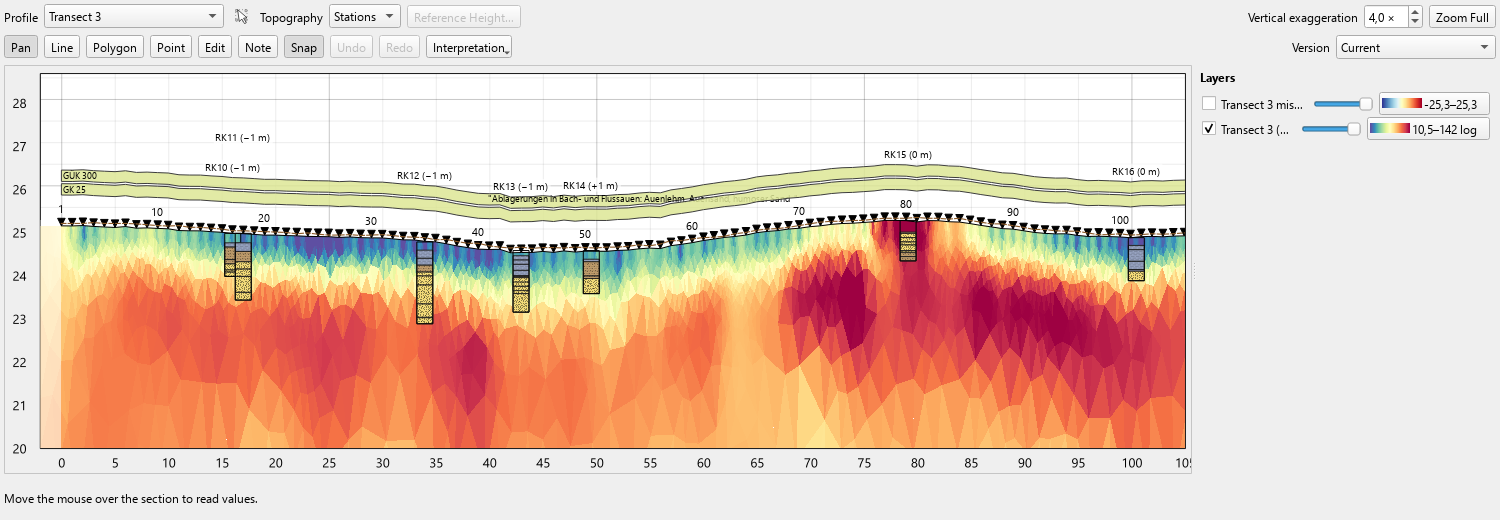 Profile Transect 3 Topography Stations Reference Height... Vertical exaggeration 4,0 × Zoom Full
Pan Line Polygon Point Edit Note Snap Undo Redo Interpretation Version Current
Layers
Transect 3 mis... -25,3–25,3
Transect 3 (... 10,5–142 log
28
27
26
25
24
23
22
21
20
RK11 (−1 m)
RK10 (−1 m)
RK12 (−1 m)
RK13 (−1 m)
RK14 (+1 m)
RK15 (0 m)
RK16 (0 m)
GUK 300
GK 25
"Ablagerungen in Bach- und Flussauen: Auenlehm, Sand
1 10 20 30 40 50 60 70 80 90 100
0 5 10 15 20 25 30 35 40 45 50 55 60 65 70 75 80 85 90 95 100 10
Move the mouse over the section to read values.